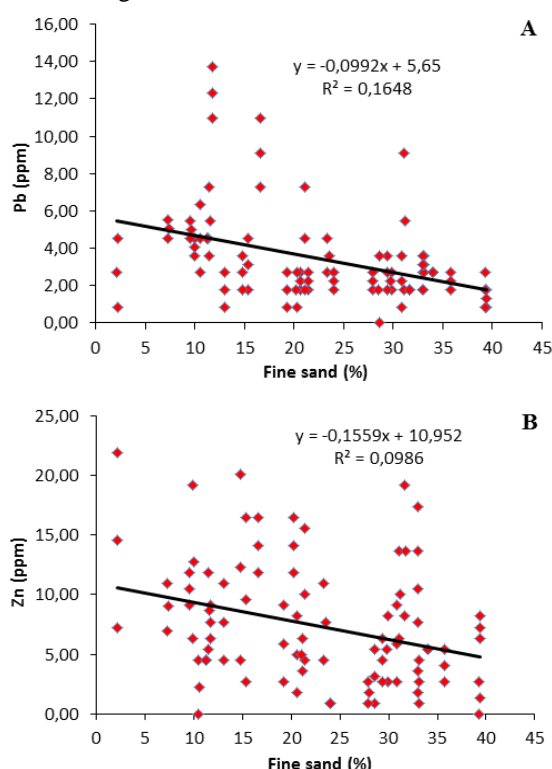 16,00
A
14,00
y = -0,0992x + 5,65
R² = 0,1648
12,00
10,00
8,00
6,00
4,00
2,00
0,00
Pb (ppm)
0 5 10 15 20 25 30 35 40 45
Fine sand (%)
25,00
B
y = -0,1559x + 10,952
R² = 0,0986
20,00
15,00
10,00
5,00
0,00
Zn (ppm)
0 5 10 15 20 25 30 35 40 45
Fine sand (%)